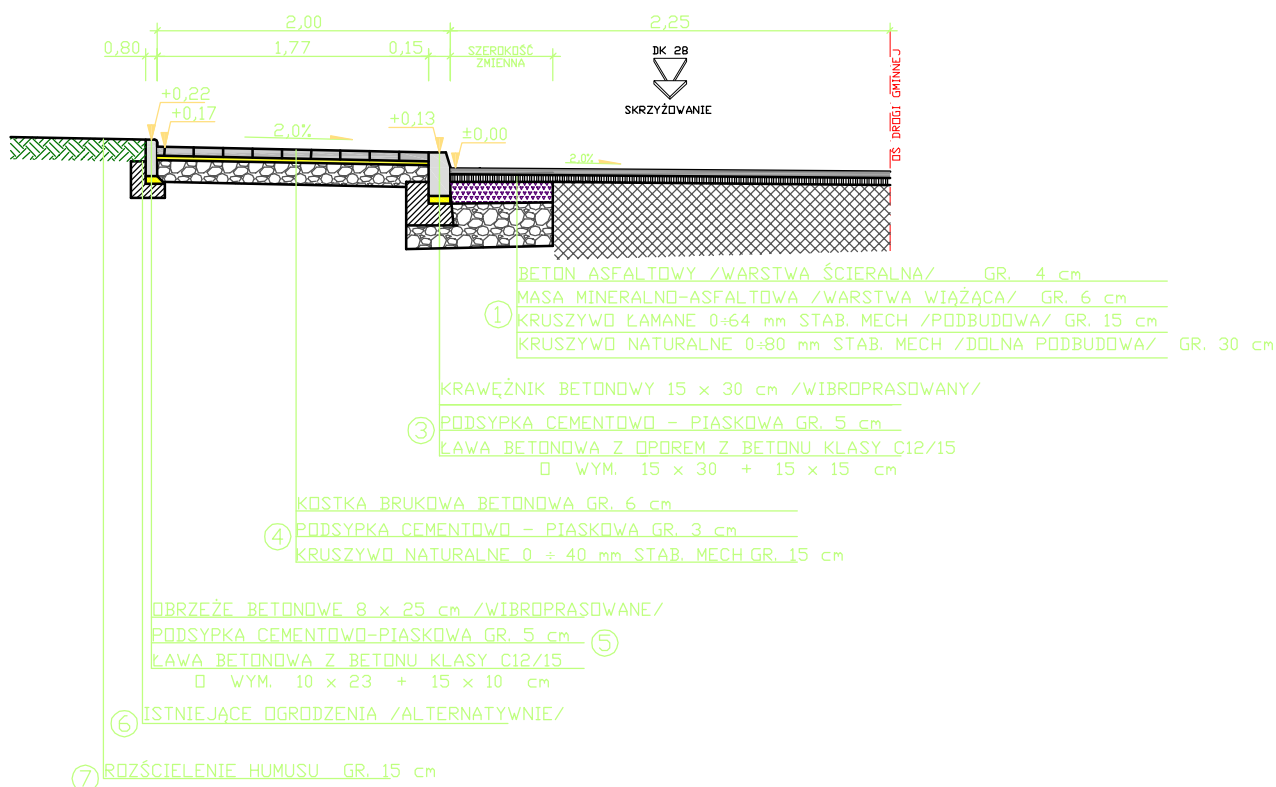 2,00 2,25
0,80 1,77 0,15 SZEROKOŚĆ
ZMIENNA
DK 28
SKRZYŻOWANIE
OŚ DROGI GMINNEJ
+0,22
+0,17
+0,13
±0,00
2,0%
2,0%
BETON ASFALTOWY /WARSTWA ŚCIERALNA/ GR. 4 cm
MASA MINERALNO-ASFALTOWA /WARSTWA WIĄŻĄCA/ GR. 6 cm
1
KRUSZYWO ŁAMANE 0÷64 mm STAB. MECH /PODBUDOWA/ GR. 15 cm
KRUSZYWO NATURALNE 0÷80 mm STAB. MECH /DOLNA PODBUDOWA/ GR. 30 cm
KRAWĘŻNIK BETONOWY 15 x 30 cm /WIBROPRASOWANY/
3
PODSYPKA CEMENTOWO - PIASKOWA GR. 5 cm
ŁAWA BETONOWA Z OPOREM Z BETONU KLASY C12/15
O WYM. 15 x 30 + 15 x 15 cm
KOSTKA BRUKOWA BETONOWA GR. 6 cm
4
PODSYPKA CEMENTOWO - PIASKOWA GR. 3 cm
KRUSZYWO NATURALNE 0 ÷ 40 mm STAB. MECH GR. 15 cm
OBRZEŻE BETONOWE 8 x 25 cm /WIBROPRASOWANE/
PODSYPKA CEMENTOWO-PIASKOWA GR. 5 cm
5
ŁAWA BETONOWA Z BETONU KLASY C12/15
O WYM. 10 x 23 + 15 x 10 cm
6
ISTNIEJĄCE OGRODZENIA /ALTERNATYWNIE/
7
ROZŚCIELENIE HUMUSU GR. 15 cm